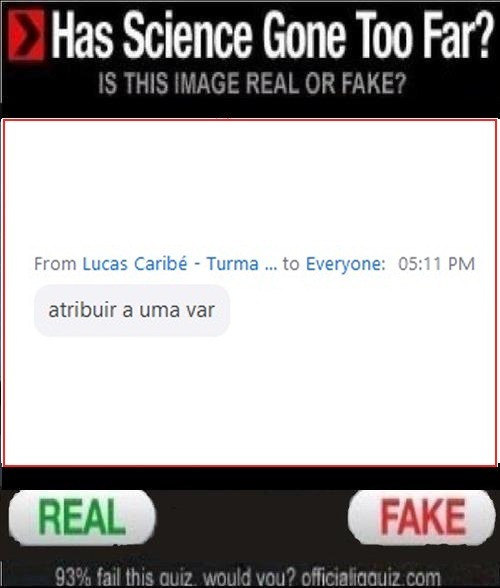 Has Science Gone Too Far?
IS THIS IMAGE REAL OR FAKE?
From Lucas Caribé - Turma ... to Everyone: 05:11 PM
atribuir a uma var
REAL FAKE
93% fail this quiz, would you? officialiqquiz.com